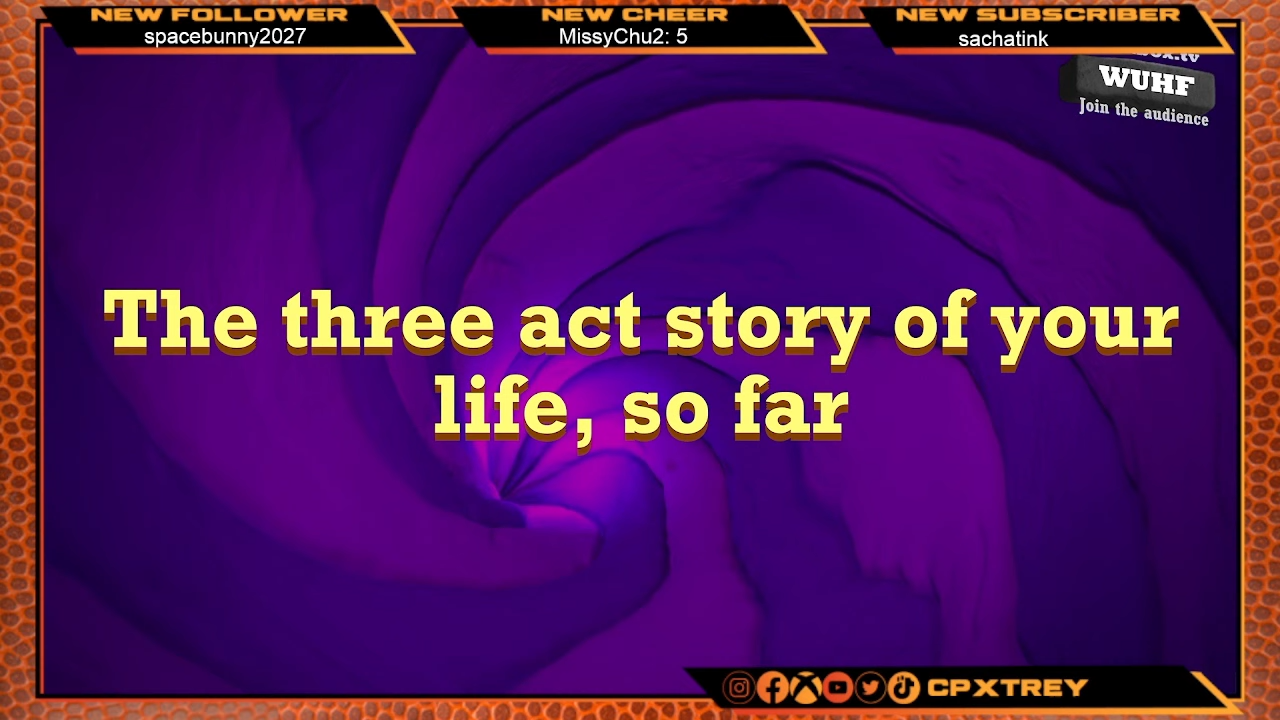 NEW FOLLOWER
spacebunny2027
NEW CHEER
MissyChu2: 5
NEW SUBSCRIBER
sachatink
WUHF
Join the audience
The three act story of your
life, so far
CPXTREY